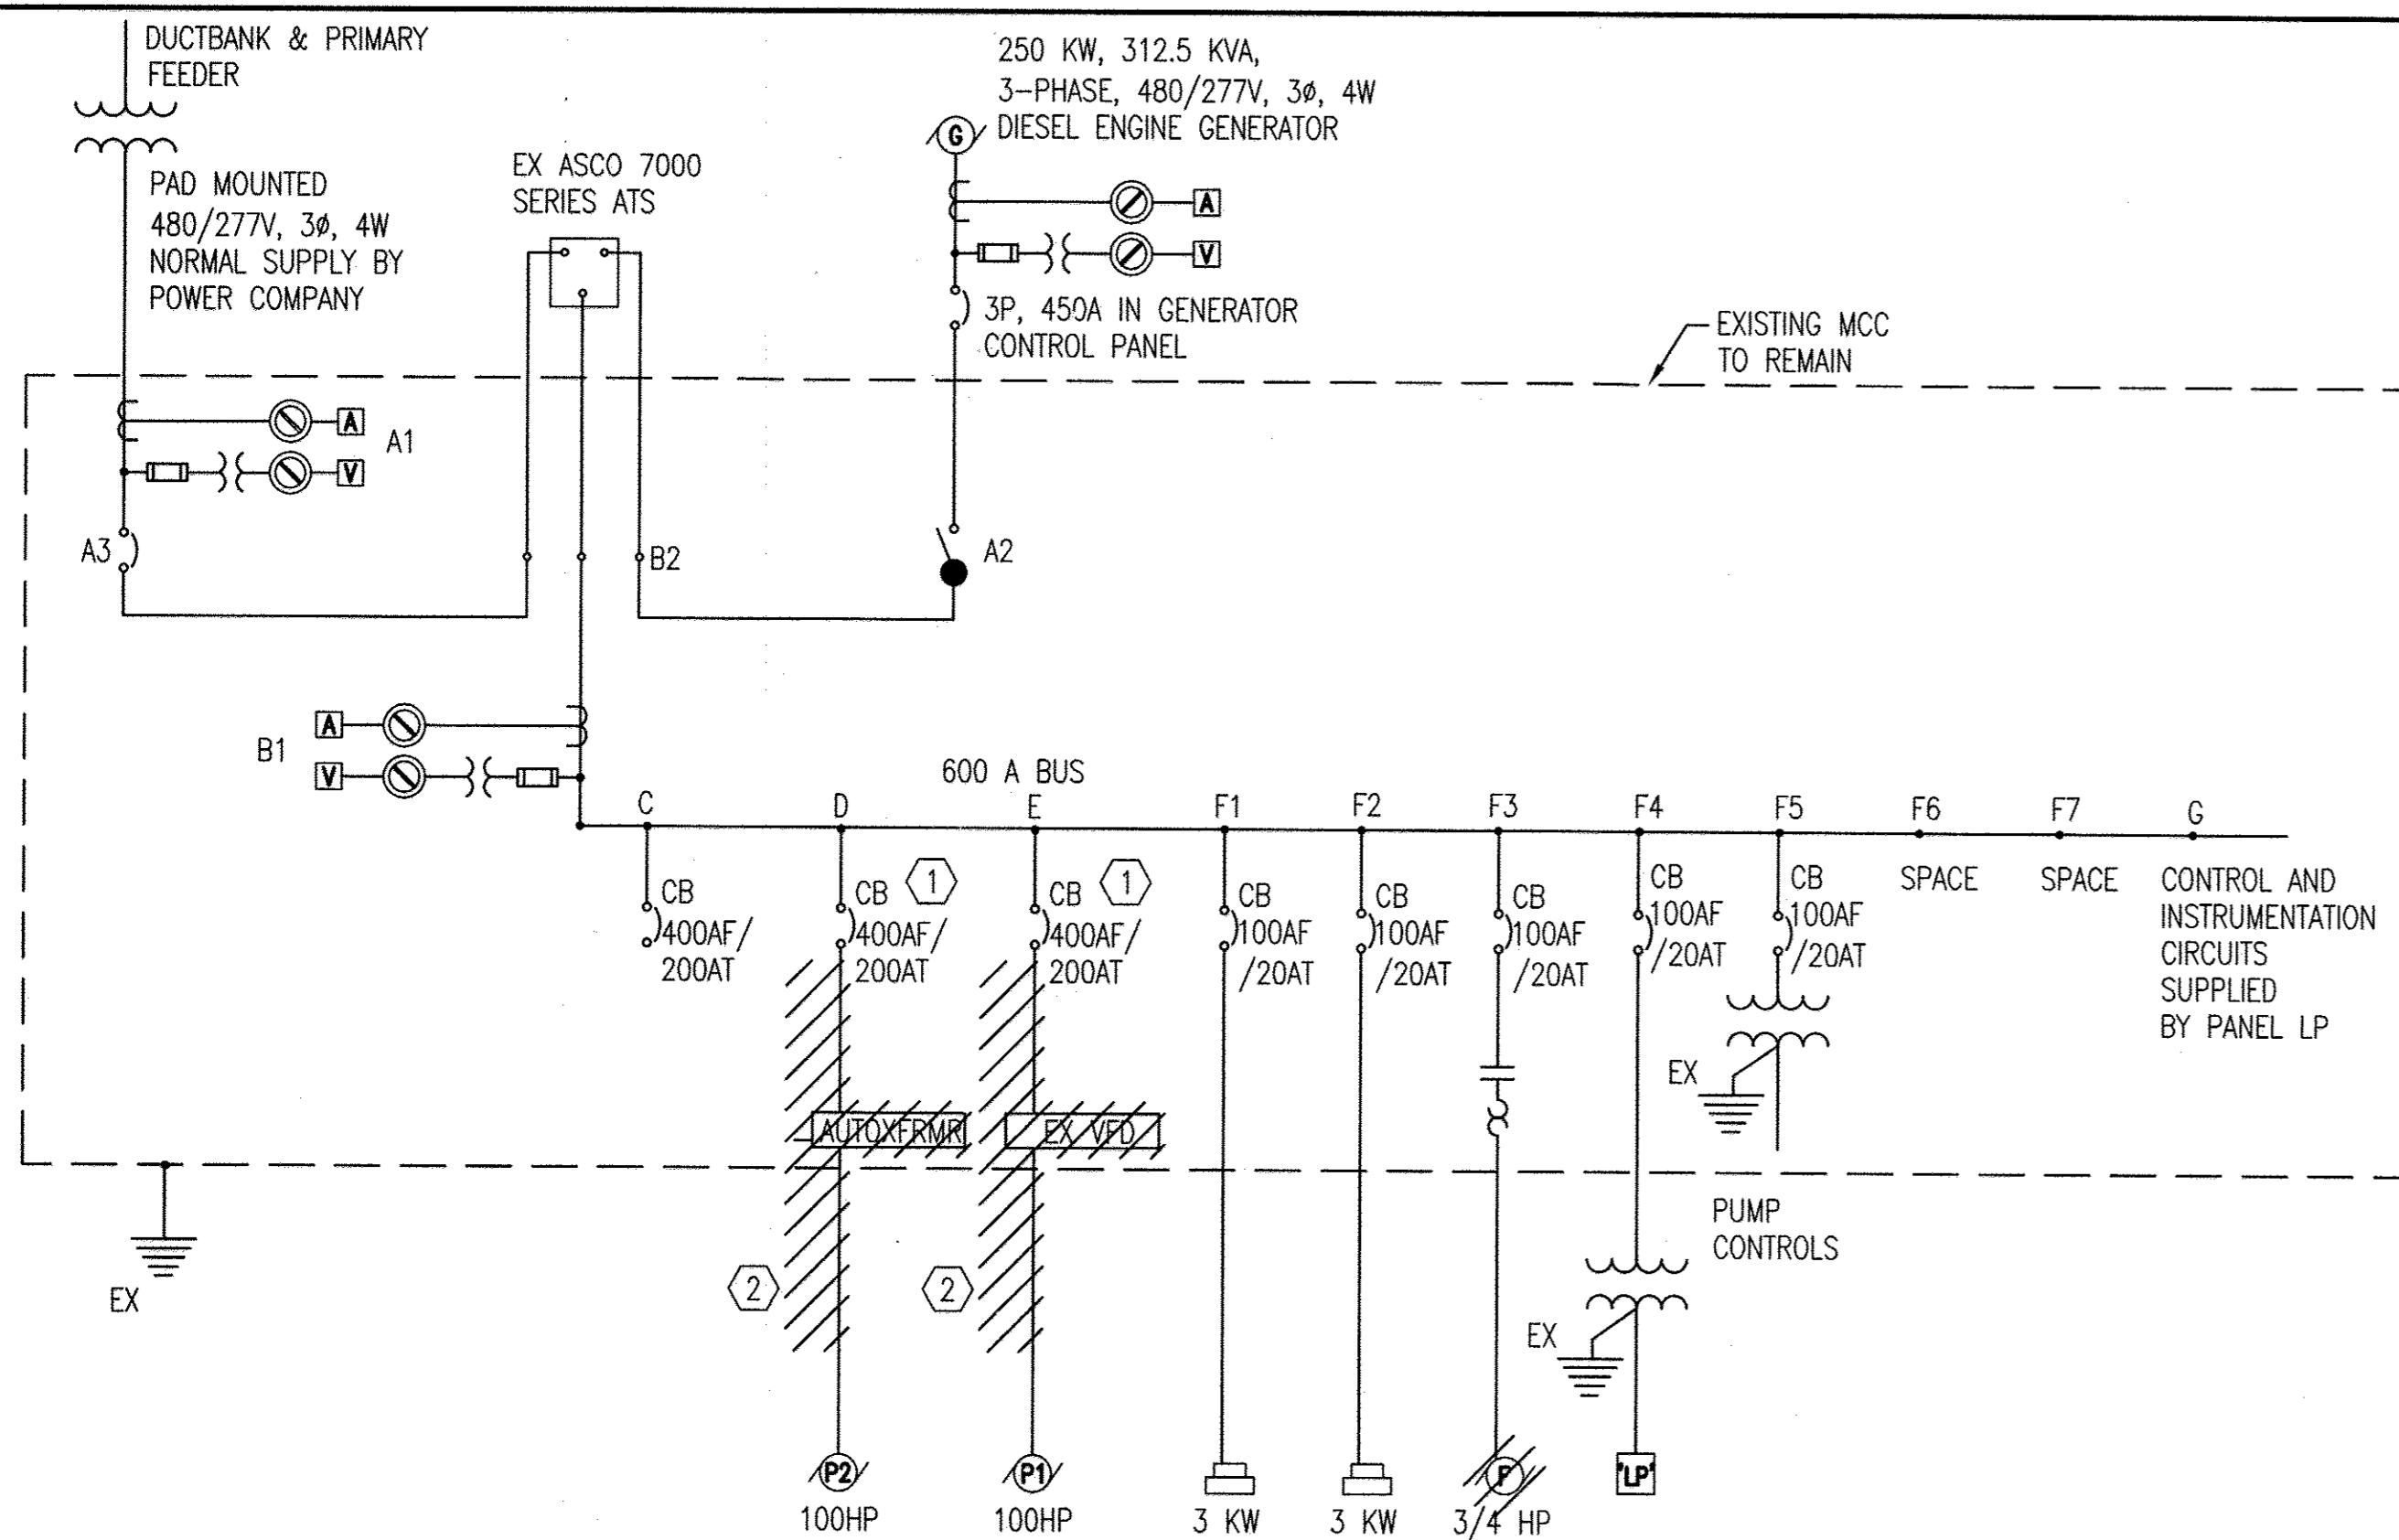 DUCTBANK & PRIMARY
FEEDER
PAD MOUNTED
480/277V, 3ø, 4W
NORMAL SUPPLY BY
POWER COMPANY
EX ASCO 7000
SERIES ATS
250 KW, 312.5 KVA,
3-PHASE, 480/277V, 3ø, 4W
DIESEL ENGINE GENERATOR
G
A
V
3P, 450A IN GENERATOR
CONTROL PANEL
EXISTING MCC
TO REMAIN
A
V
A1
A3
B2
A2
A
V
B1
600 A BUS
C
D
E
F1
F2
F3
F4
F5
F6
F7
G
CB
400AF/
200AT
CB
400AF/
200AT
1
CB
400AF/
200AT
1
CB
100AF
/20AT
CB
100AF
/20AT
CB
100AF
/20AT
CB
100AF
/20AT
CB
100AF
/20AT
SPACE
SPACE
CONTROL AND
INSTRUMENTATION
CIRCUITS
SUPPLIED
BY PANEL LP
AUTOXFRMR
EX VFD
EX
PUMP
CONTROLS
EX
2
2
EX
P2
100HP
P1
100HP
3 KW
3 KW
F
3/4 HP
'LP'